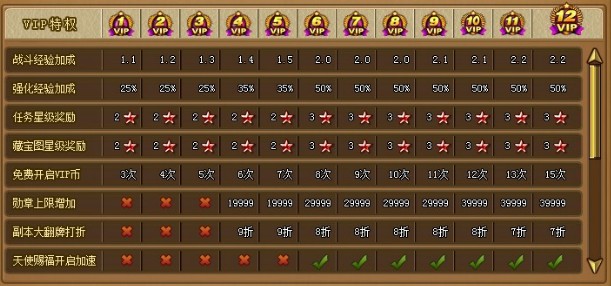 VIP特权 1 VIP 2 VIP 3 VIP 4 VIP 5 VIP 6 VIP 7 VIP 8 VIP 9 VIP 10 VIP 11 VIP 12 VIP
战斗经验加成 1.1 1.2 1.3 1.4 1.5 2.0 2.0 2.0 2.1 2.1 2.2 2.2
强化经验加成 25% 25% 25% 35% 35% 50% 50% 50% 50% 50% 50% 50%
任务星级奖励 2 2 2 2 2 3 3 3 3 3 3 3
藏宝图星级奖励 2 2 2 2 2 3 3 3 3 3 3 3
免费开启VIP币 3次 4次 5次 6次 7次 8次 9次 10次 11次 12次 13次 15次
勋章上限增加 19999 19999 29999 29999 29999 29999 39999 39999 39999
副本大翻牌打折 9折 9折 8折 8折 8折 8折 8折 7折 7折
天使赐福开启加速